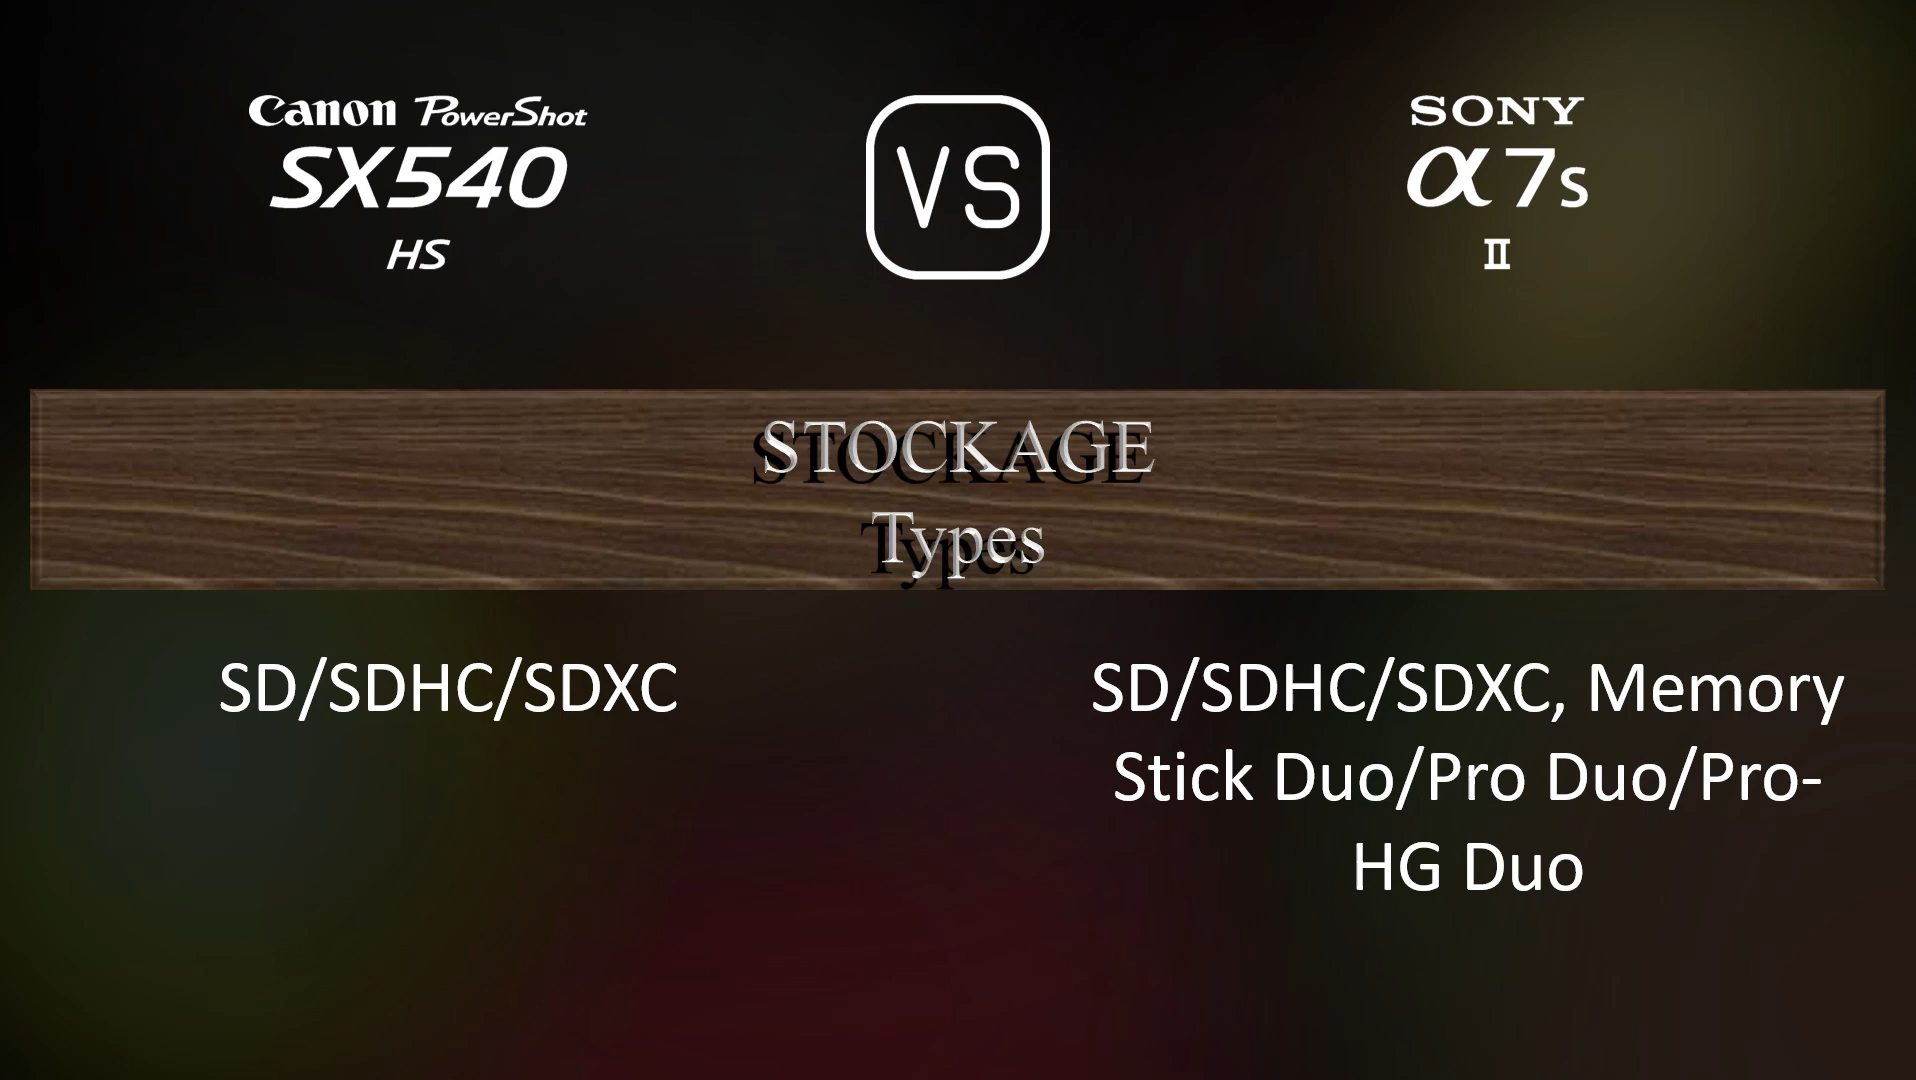 Canon PowerShot
SX540
HS
VS
SONY
α7s
II
STOCKAGE
Types
SD/SDHC/SDXC
SD/SDHC/SDXC, Memory
Stick Duo/Pro Duo/Pro-
HG Duo